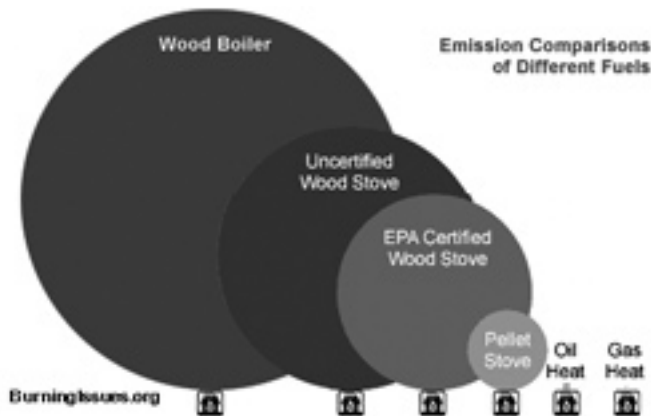 Wood Boiler
Emission Comparisons
of Different Fuels
Uncertified
Wood Stove
EPA Certified
Wood Stove
Pellet
Stove
Oil
Heat
Gas
Heat
BurningIssues.org